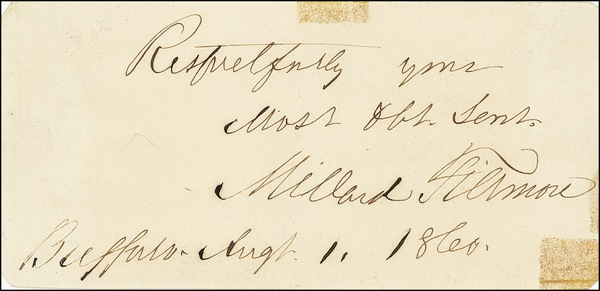 Respectfully yours
Most Obt. Servt.
Millard Fillmore
Buffalo. Augt. 1. 1860.